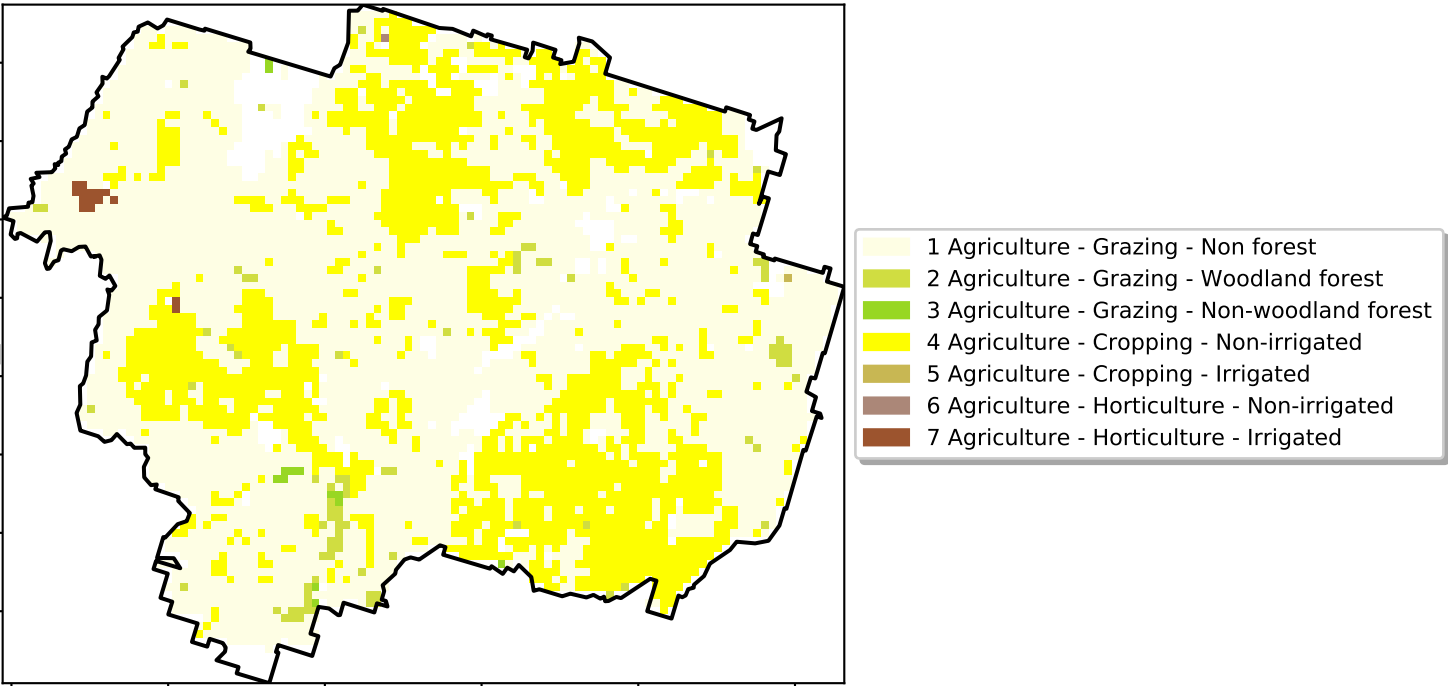 1 Agriculture - Grazing - Non forest
2 Agriculture - Grazing - Woodland forest
3 Agriculture - Grazing - Non-woodland forest
4 Agriculture - Cropping - Non-irrigated
5 Agriculture - Cropping - Irrigated
6 Agriculture - Horticulture - Non-irrigated
7 Agriculture - Horticulture - Irrigated